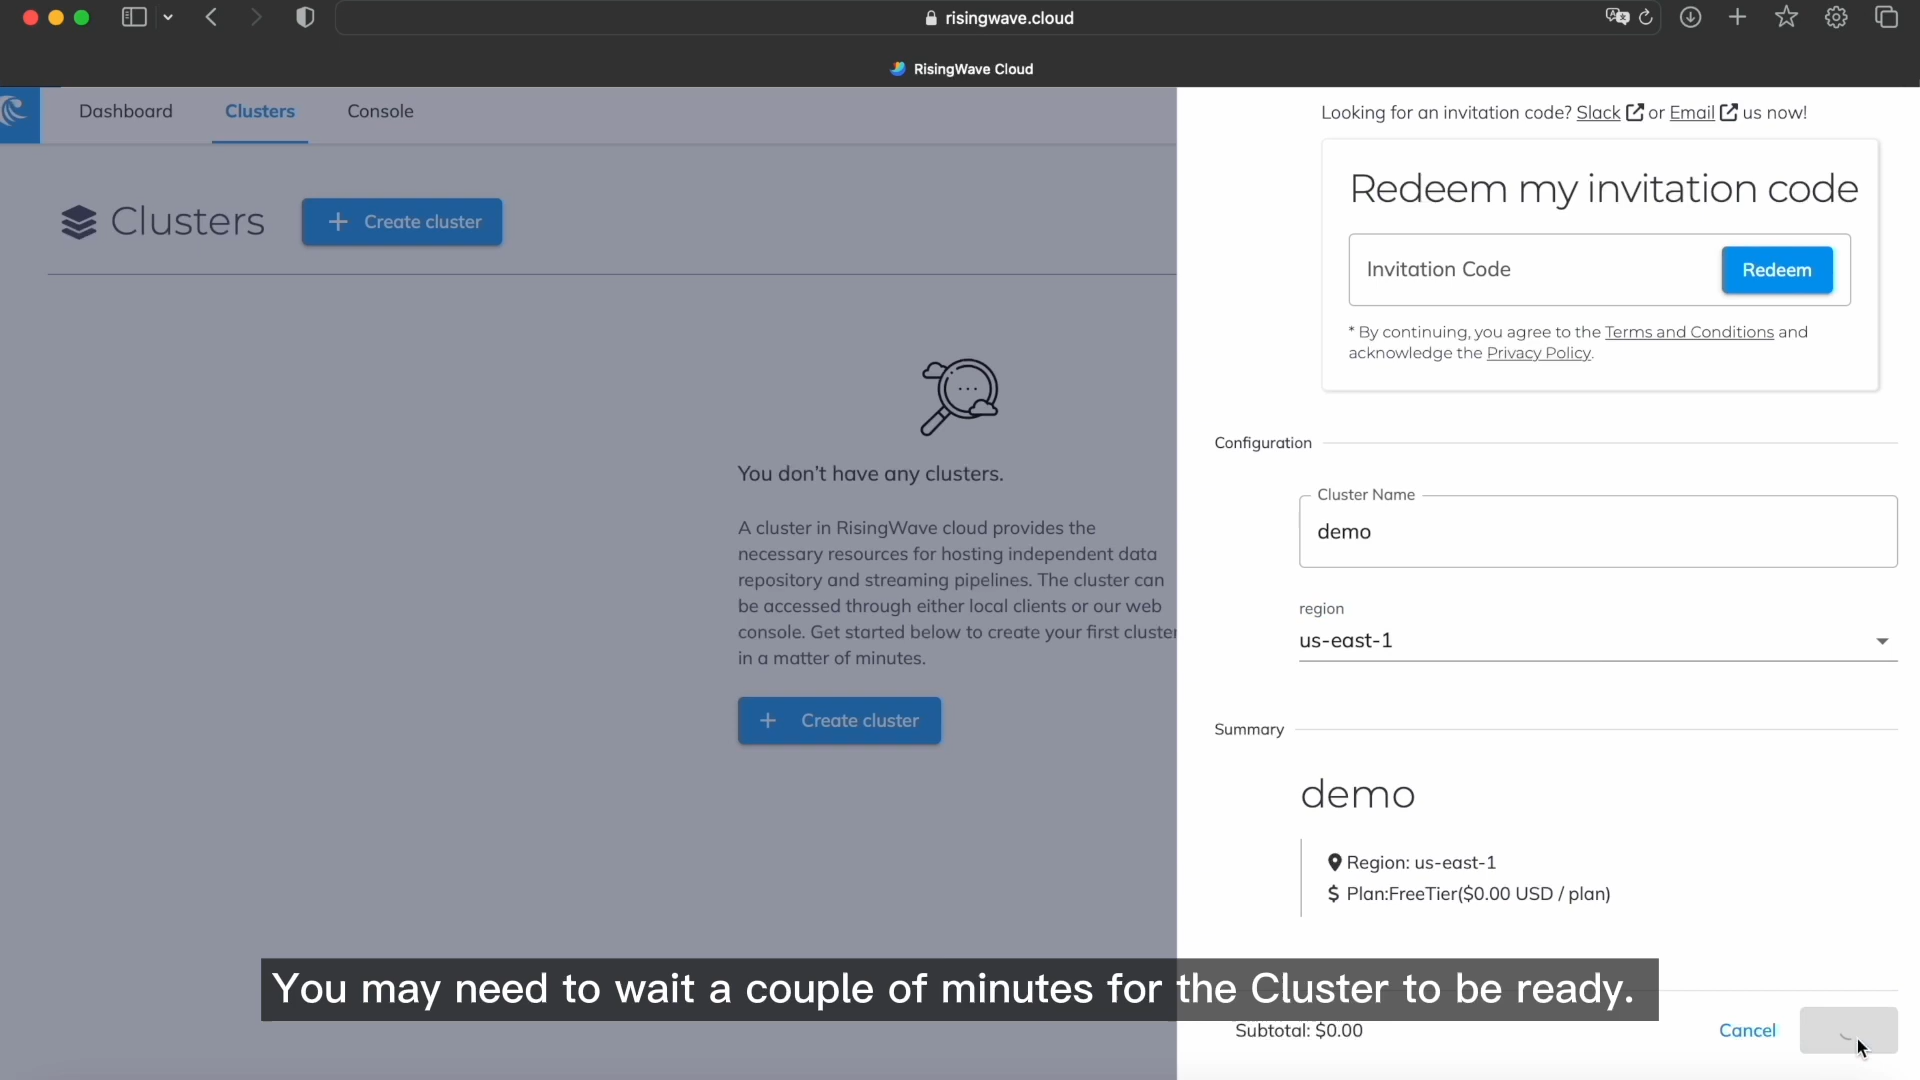 risingwave.cloud
RisingWave Cloud
Dashboard
Clusters
Console
Clusters
+ Create cluster
You don't have any clusters.
A cluster in RisingWave cloud provides the
necessary resources for hosting independent data
repository and streaming pipelines. The cluster can
be accessed through either local clients or our web
console. Get started below to create your first cluster
in a matter of minutes.
+ Create cluster
Looking for an invitation code? Slack or Email us now!
Redeem my invitation code
Invitation Code
Redeem
* By continuing, you agree to the Terms and Conditions and
acknowledge the Privacy Policy.
Configuration
Cluster Name
demo
region
us-east-1
Summary
demo
Region: us-east-1
$ Plan:FreeTier($0.00 USD / plan)
You may need to wait a couple of minutes for the Cluster to be ready.
Subtotal: $0.00
Cancel